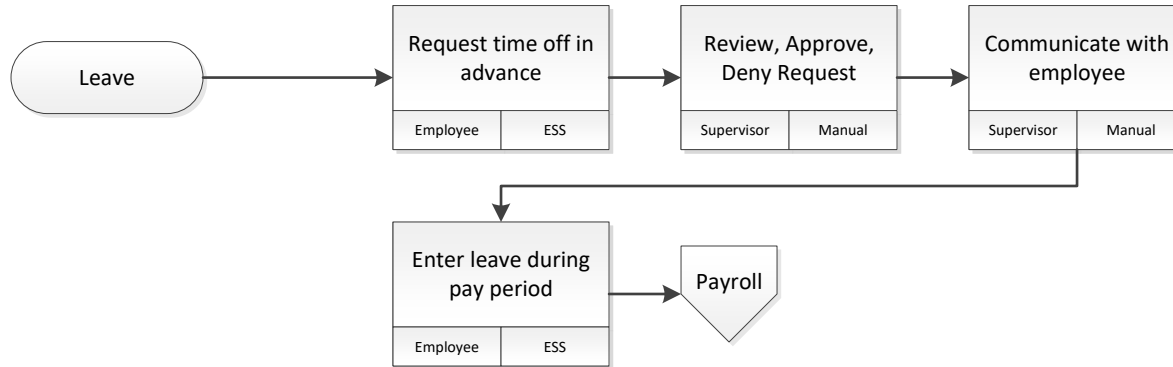 Leave
Request time off in
advance
Employee
ESS
Review, Approve,
Deny Request
Supervisor
Manual
Communicate with
employee
Supervisor
Manual
Enter leave during
pay period
Employee
ESS
Payroll